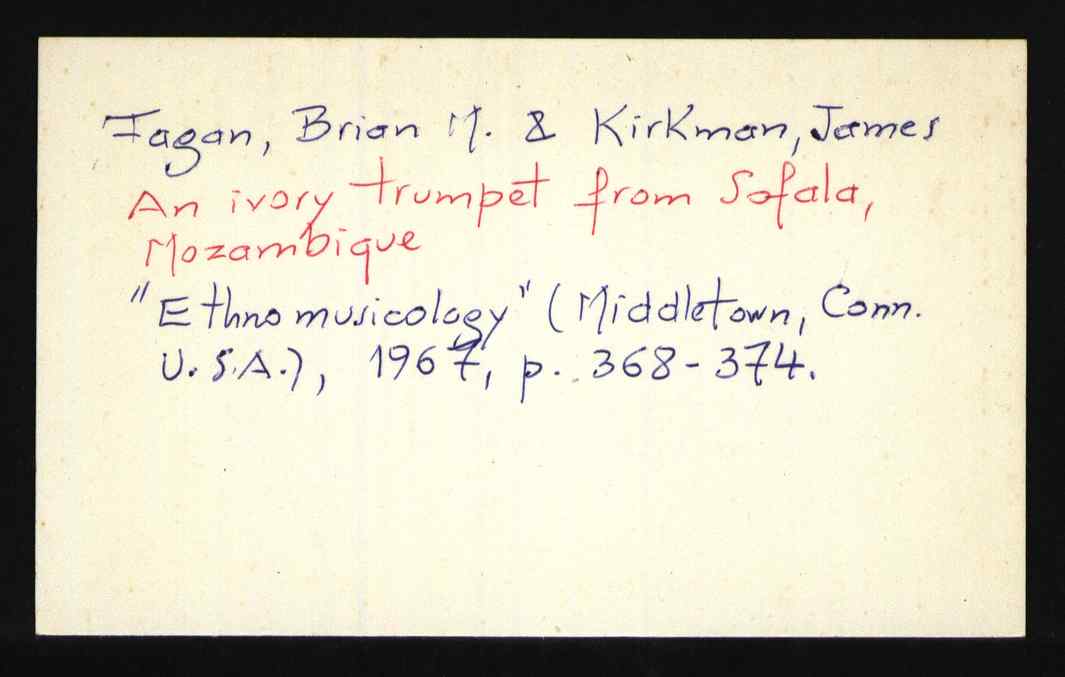 Fagan, Brian M. & Kirkman, James
An ivory trumpet from Sofala,
Mozambique
"Ethnomusicology" (Middletown, Conn.
U.S.A.), 1967, p. 368-374.